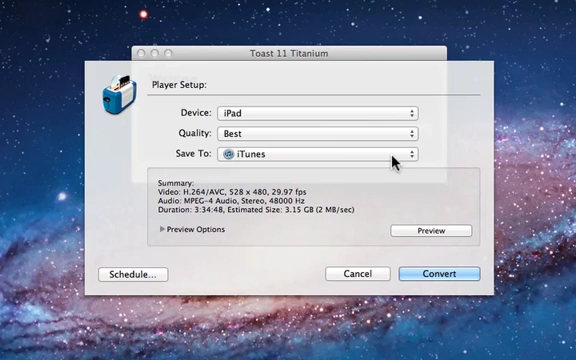 Toast 11 Titanium
Player Setup:
Device: iPad
Quality: Best
Save To: iTunes
Summary:
Video: H.264/AVC, 528 x 480, 29.97 fps
Audio: MPEG-4 Audio, Stereo, 48000 Hz
Duration: 3:34:48, Estimated Size: 3.15 GB (2 MB/sec)
Preview Options
Preview
Schedule...
Cancel
Convert